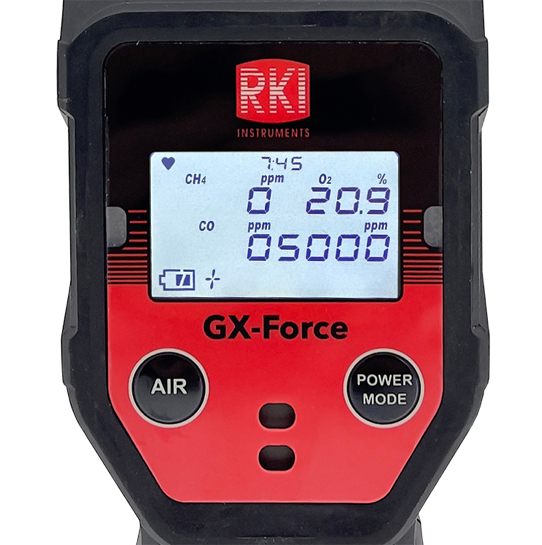 RKI
INSTRUMENTS
7:45
CH4 ppm O2 %
0 20.9
CO ppm ppm
05000
GX-Force
AIR
POWER
MODE